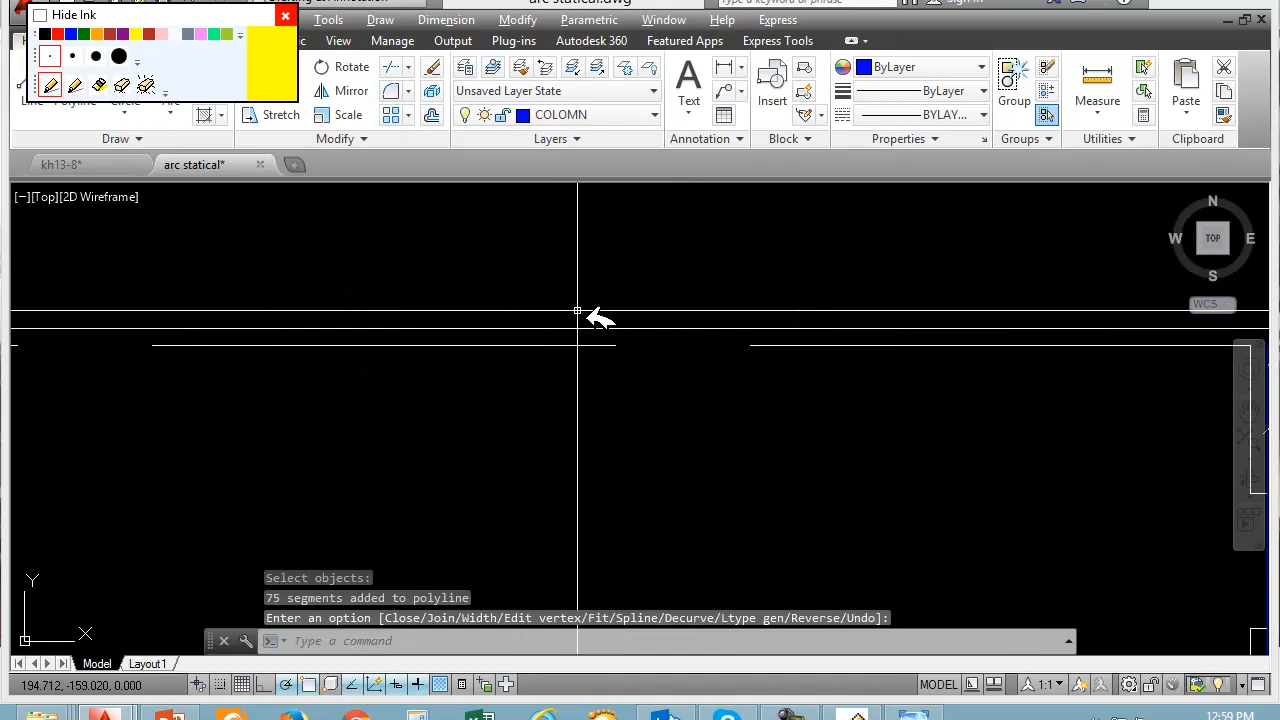 Hide Ink
arc statical.dwg
Tools Draw Dimension Modify Parametric Window Help Express
View Manage Output Plug-ins Autodesk 360 Featured Apps Express Tools
Rotate
Mirror
Stretch Scale
Unsaved Layer State
COLOMN
Text
Insert
ByLayer
ByLayer
BYLAY...
Group
Measure
Paste
Draw Modify Layers Annotation Block Properties Groups Utilities Clipboard
kh13-8* arc statical*
[−][Top][2D Wireframe]
N
W TOP E
S
WCS
Select objects:
75 segments added to polyline
Enter an option [Close/Join/Width/Edit vertex/Fit/Spline/Decurve/Ltype gen/Reverse/Undo]:
Y
X
Type a command
Model Layout1
194.712, -159.020, 0.000 MODEL 1:1
12:59 PM